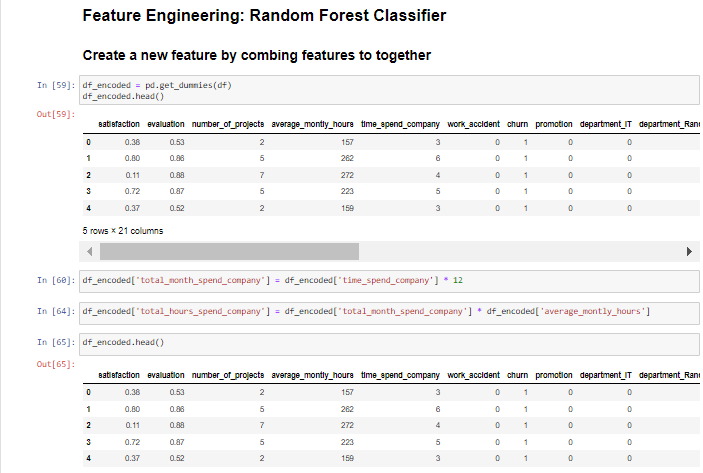 Feature Engineering: Random Forest Classifier
Create a new feature by combing features to together
In [59]: df_encoded = pd.get_dummies(df)
df_encoded.head()
Out[59]:
satisfaction evaluation number_of_projects average_montly_hours time_spend_company work_accident churn promotion department_IT department_Ran
0 0.38 0.53 2 157 3 0 1 0 0
1 0.80 0.86 5 262 6 0 1 0 0
2 0.11 0.88 7 272 4 0 1 0 0
3 0.72 0.87 5 223 5 0 1 0 0
4 0.37 0.52 2 159 3 0 1 0 0
5 rows × 21 columns
In [60]: df_encoded['total_month_spend_company'] = df_encoded['time_spend_company'] * 12
In [64]: df_encoded['total_hours_spend_company'] = df_encoded['total_month_spend_company'] * df_encoded['average_montly_hours']
In [65]: df_encoded.head()
Out[65]:
satisfaction evaluation number_of_projects average_montly_hours time_spend_company work_accident churn promotion department_IT department_Ran
0 0.38 0.53 2 157 3 0 1 0 0
1 0.80 0.86 5 262 6 0 1 0 0
2 0.11 0.88 7 272 4 0 1 0 0
3 0.72 0.87 5 223 5 0 1 0 0
4 0.37 0.52 2 159 3 0 1 0 0